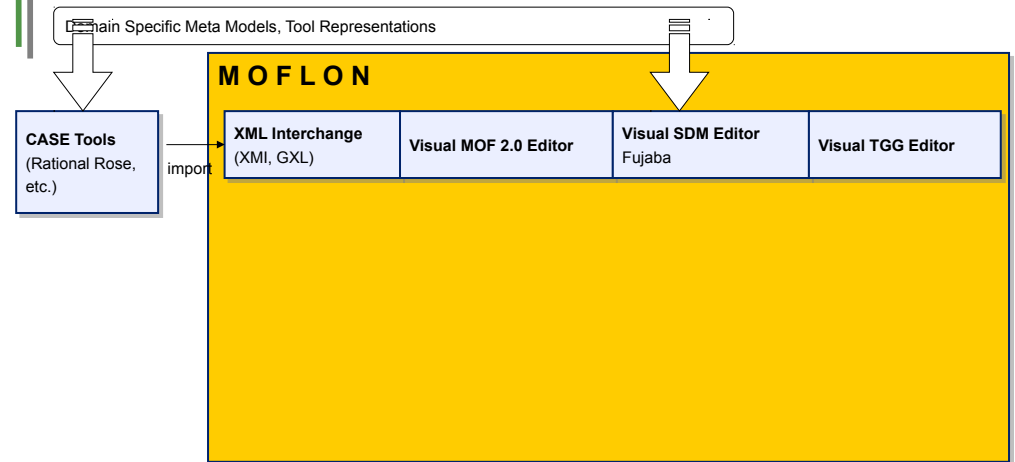 Domain Specific Meta Models, Tool Representations
M O F L O N
CASE Tools
(Rational Rose,
etc.)
import
XML Interchange
(XMI, GXL)
Visual MOF 2.0 Editor
Visual SDM Editor
Fujaba
Visual TGG Editor